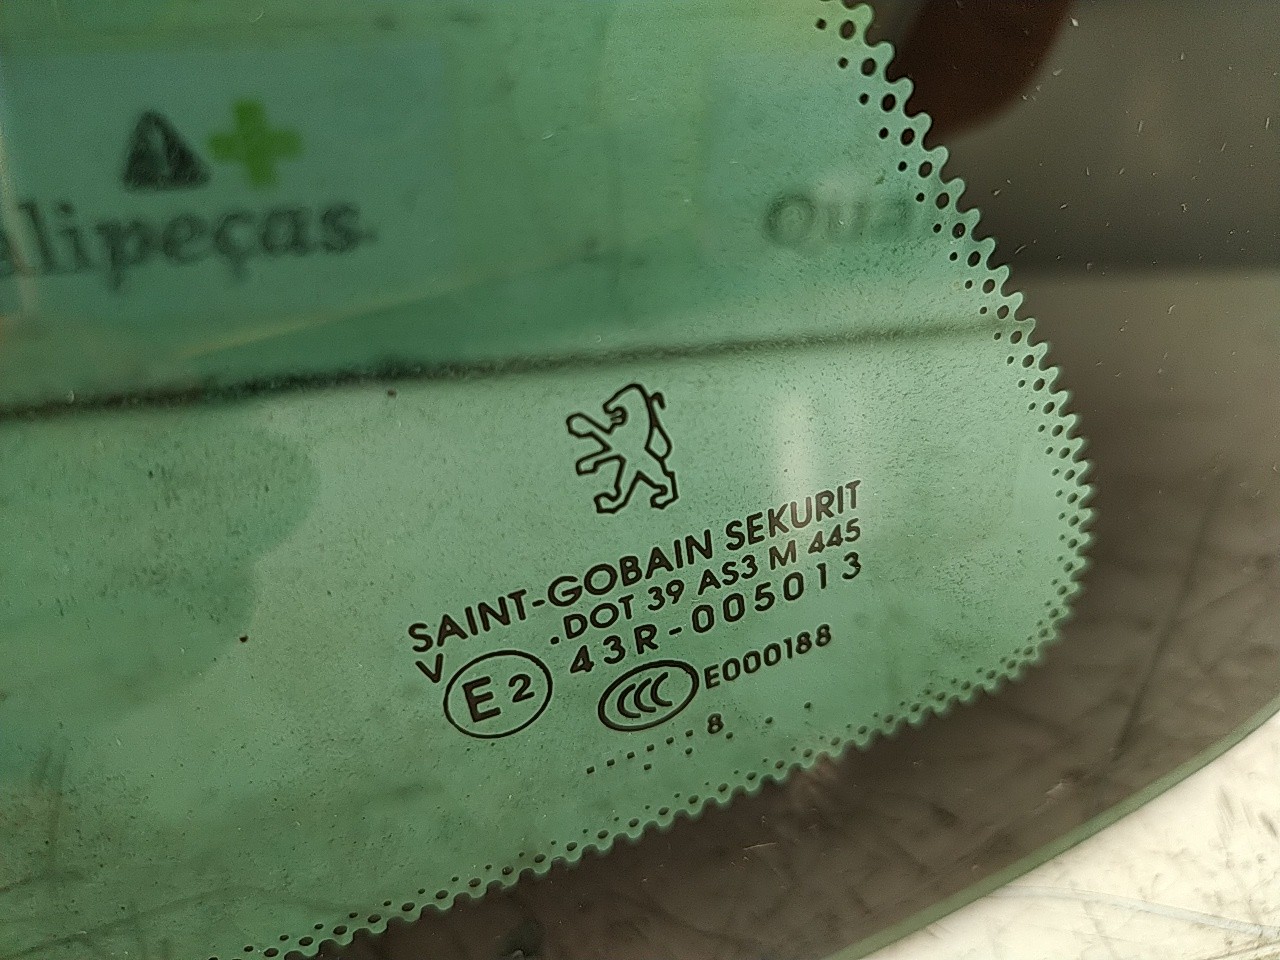 alipeças
Qua
SAINT-GOBAIN SEKURIT
.DOT 39 AS3 M 445
V E2 43R-005013
CCC E000188
8